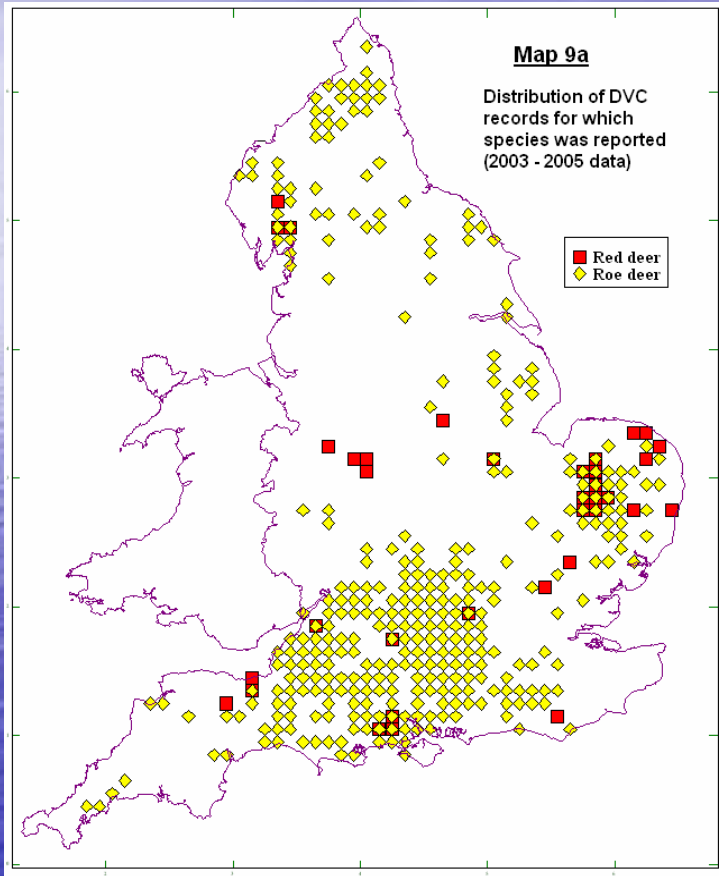 Map 9a
Distribution of DVC
records for which
species was reported
(2003 - 2005 data)
Red deer
Roe deer